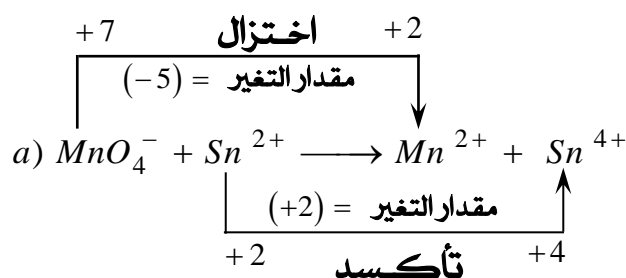 +7 اختزال +2
(−5) = مقدار التغير
a) MnO₄⁻ + Sn²⁺ ⟶ Mn²⁺ + Sn⁴⁺
(+2) = مقدار التغير
+2 تأكسد +4